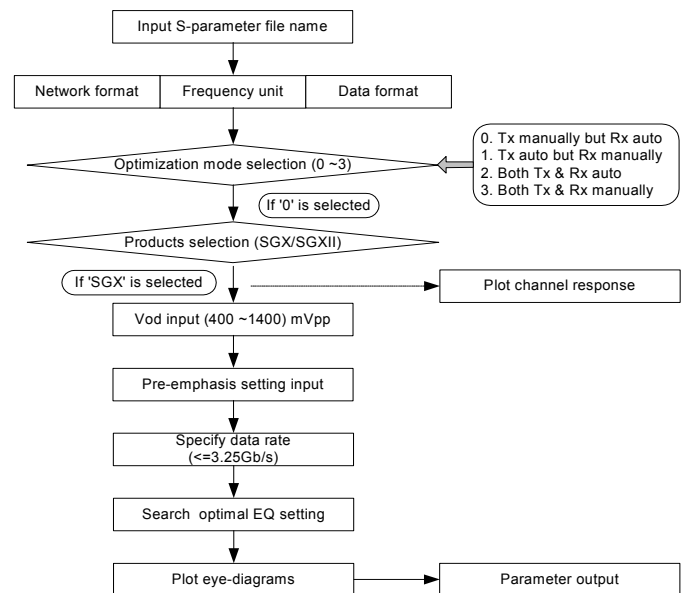 Input S-parameter file name
Network format
Frequency unit
Data format
Optimization mode selection (0 ~3)
0. Tx manually but Rx auto
1. Tx auto but Rx manually
2. Both Tx & Rx auto
3. Both Tx & Rx manually
If '0' is selected
Products selection (SGX/SGXII)
If 'SGX' is selected
Plot channel response
Vod input (400 ~1400) mVpp
Pre-emphasis setting input
Specify data rate
(<=3.25Gb/s)
Search optimal EQ setting
Plot eye-diagrams
Parameter output